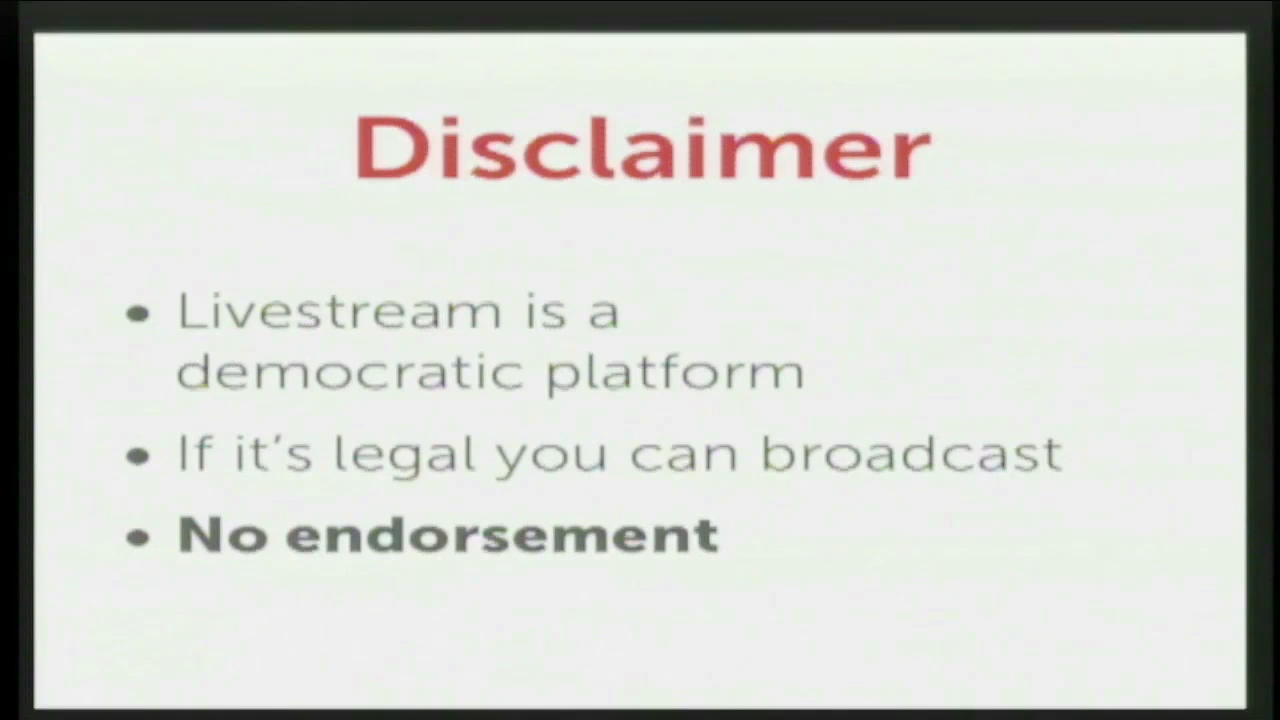 Disclaimer
• Livestream is a
democratic platform
• If it's legal you can broadcast
• No endorsement